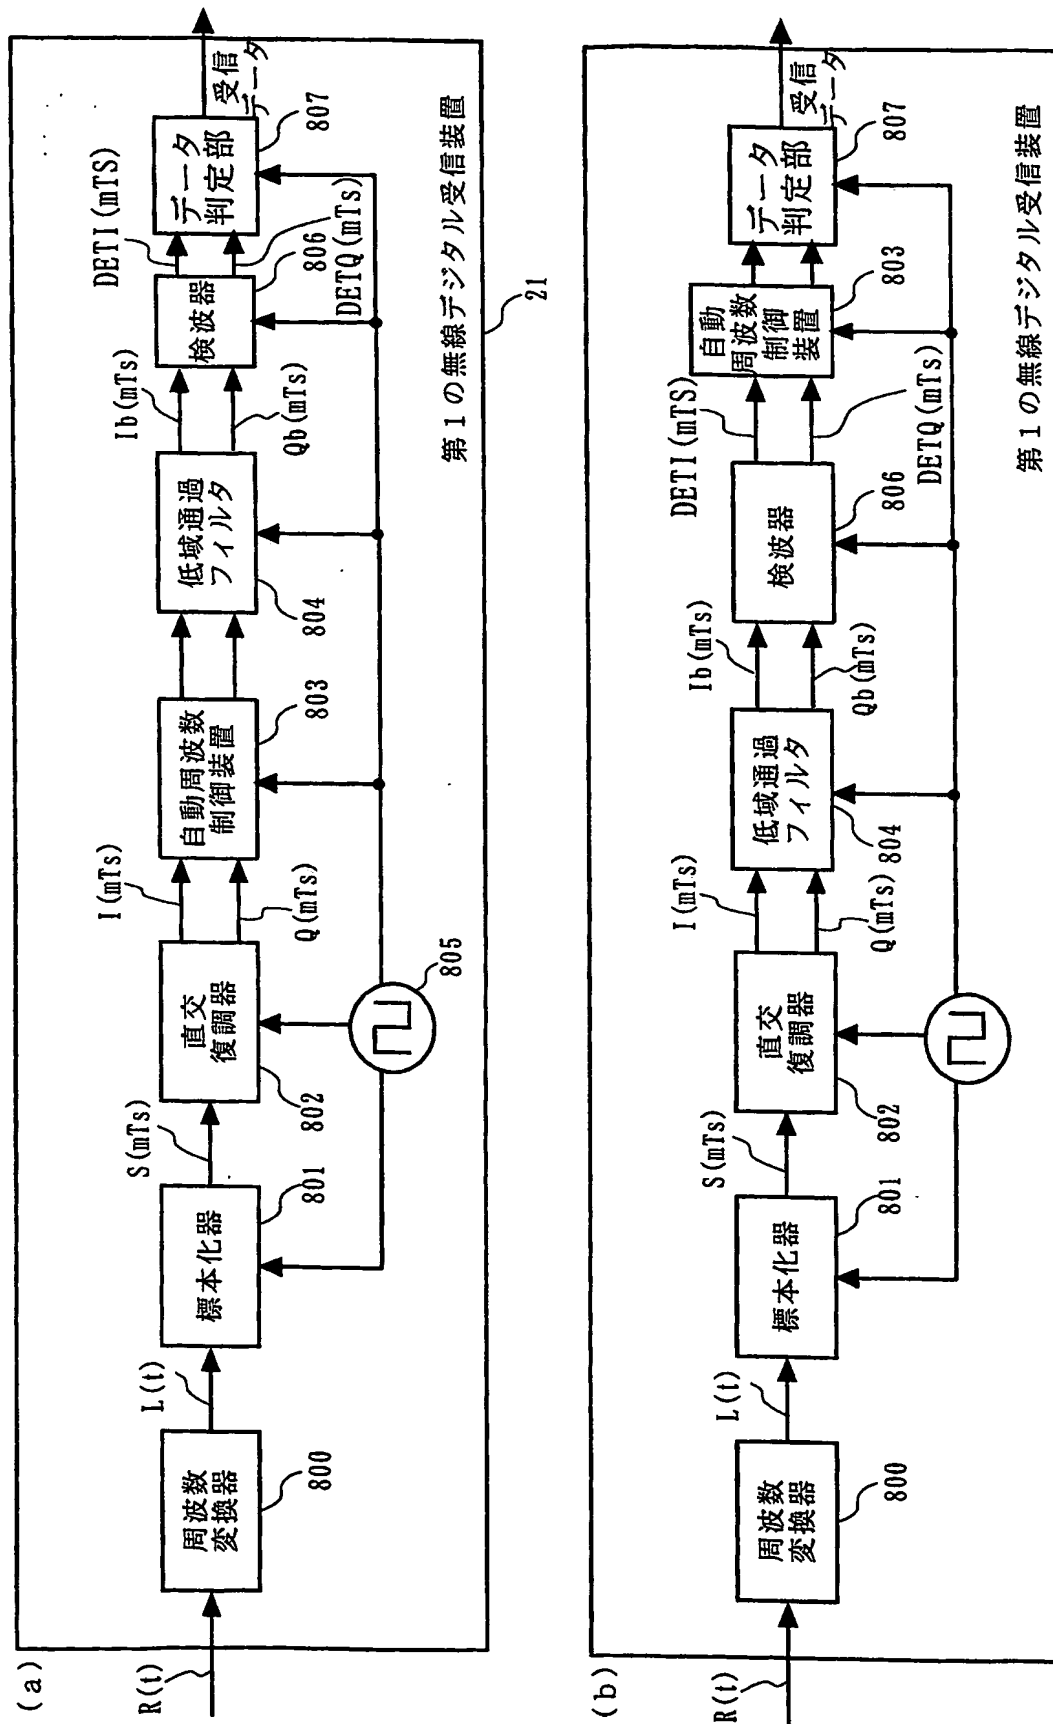 (a)
R(t)
周波数
変換器
800
L(t)
標本化器
801
S(mTs)
直交
復調器
802
I(mTs)
Q(mTs)
805
自動周波数
制御装置
803
低域通過
フィルタ
804
Ib(mTs)
Qb(mTs)
検波器
806
DETI(mTS)
DETQ(mTs)
データ
判定部
807
受信
データ
第1の無線デジタル受信装置
21
(b)
R(t)
周波数
変換器
800
L(t)
標本化器
801
S(mTs)
直交
復調器
802
I(mTs)
Q(mTs)
低域通過
フィルタ
804
Ib(mTs)
Qb(mTs)
検波器
806
DETI(mTS)
DETQ(mTs)
自動
周波数
制御
装置
803
データ
判定部
807
受信
データ
第1の無線デジタル受信装置